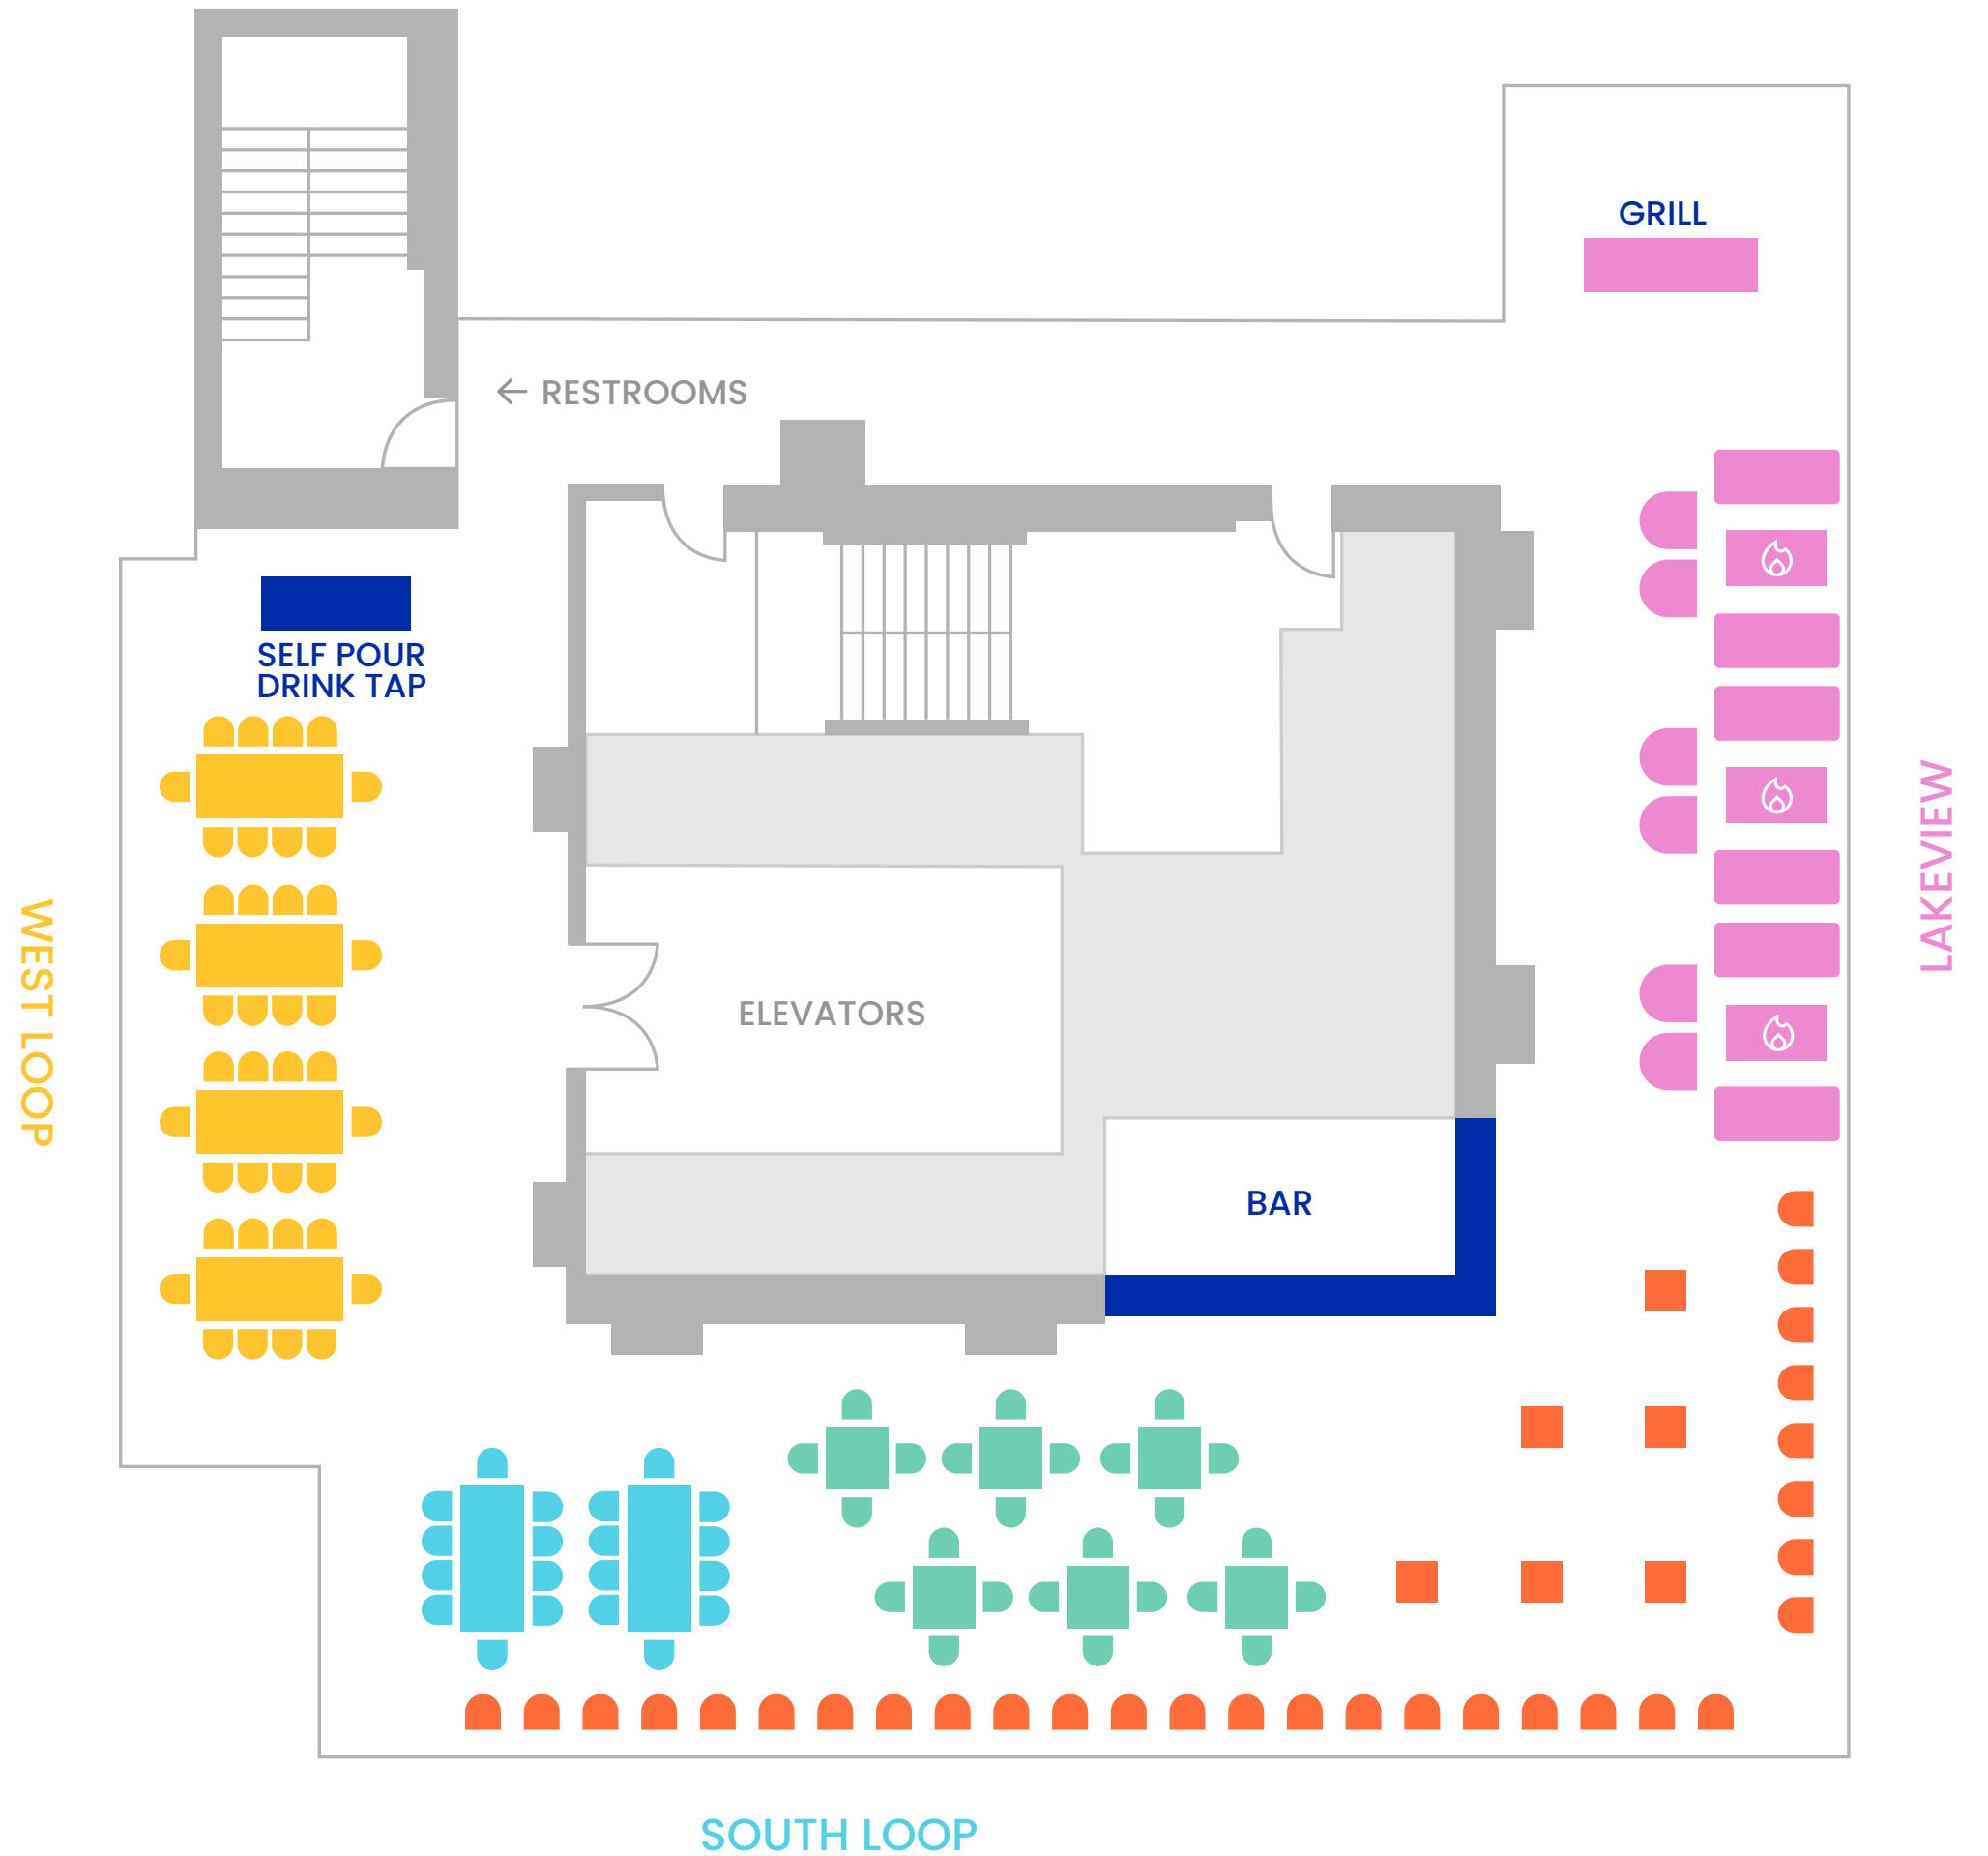 GRILL
← RESTROOMS
SELF POUR
DRINK TAP
LAKEVIEW
WEST LOOP
ELEVATORS
BAR
SOUTH LOOP